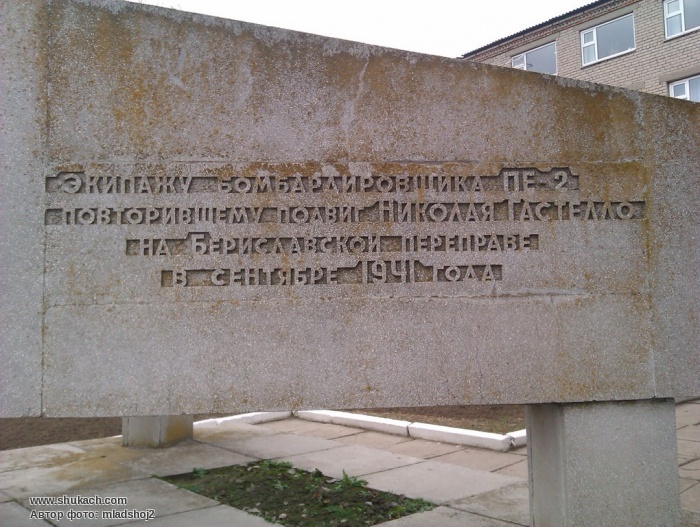 Экипажу бомбардировщика ПЕ-2
повторившему подвиг Николая Гастелло
на Бериславской переправе
в сентябре 1941 года
www.shukach.com
Автор фото: mladshoj2